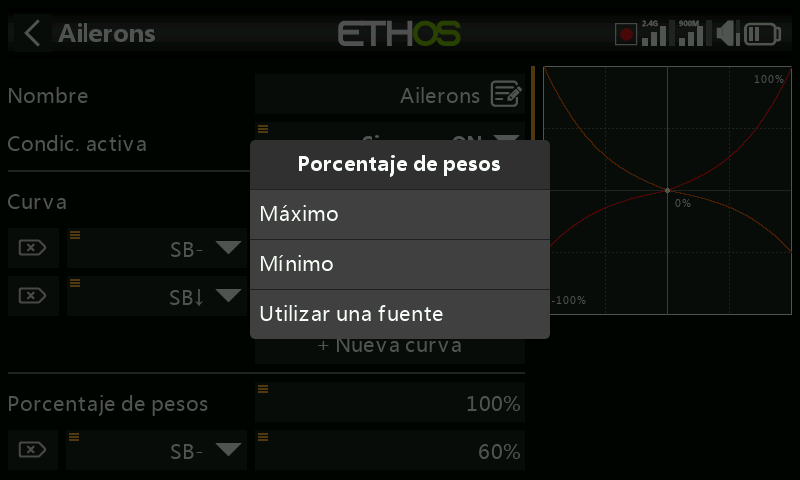 Ailerons
ETHOS
2.4G
900M
Nombre
Ailerons
Condic. activa
ON
100%
0%
-100%
Porcentaje de pesos
Máximo
Mínimo
Utilizar una fuente
Curva
SB-
SB↓
+ Nueva curva
Porcentaje de pesos
100%
SB-
60%